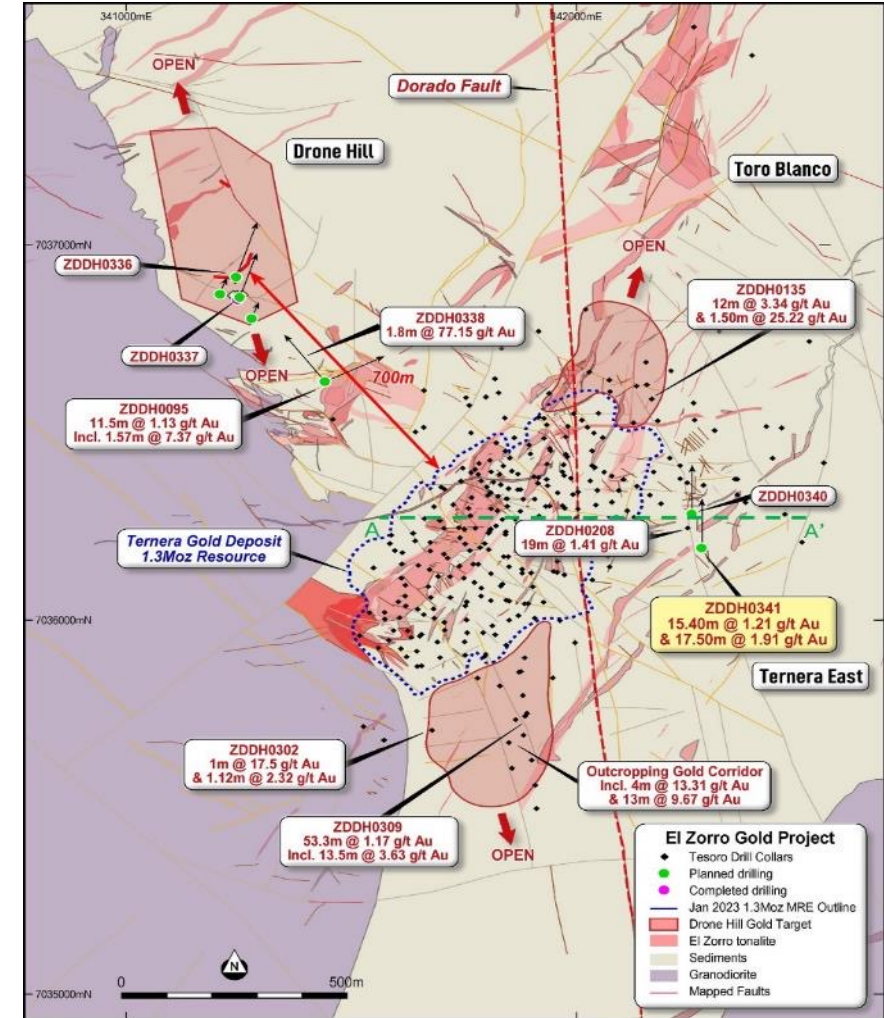 341000mE
342000mE
OPEN
Dorado Fault
Drone Hill
Toro Blanco
7037000mN
OPEN
ZDDH0336
ZDDH0135
12m @ 3.34 g/t Au
& 1.50m @ 25.22 g/t Au
ZDDH0338
1.8m @ 77.15 g/t Au
ZDDH0337
OPEN
700m
ZDDH0095
11.5m @ 1.13 g/t Au
Incl. 1.57m @ 7.37 g/t Au
ZDDH0340
A
A'
ZDDH0208
19m @ 1.41 g/t Au
Ternera Gold Deposit
1.3Moz Resource
ZDDH0341
15.40m @ 1.21 g/t Au
& 17.50m @ 1.91 g/t Au
7036000mN
Ternera East
ZDDH0302
1m @ 17.5 g/t Au
& 1.12m @ 2.32 g/t Au
Outcropping Gold Corridor
Incl. 4m @ 13.31 g/t Au
& 13m @ 9.67 g/t Au
ZDDH0309
53.3m @ 1.17 g/t Au
Incl. 13.5m @ 3.63 g/t Au
OPEN
El Zorro Gold Project
Tesoro Drill Collars
Planned drilling
Completed drilling
Jan 2023 1.3Moz MRE Outline
Drone Hill Gold Target
El Zorro tonalite
Sediments
Granodiorite
Mapped Faults
N
0
500m
7035000mN